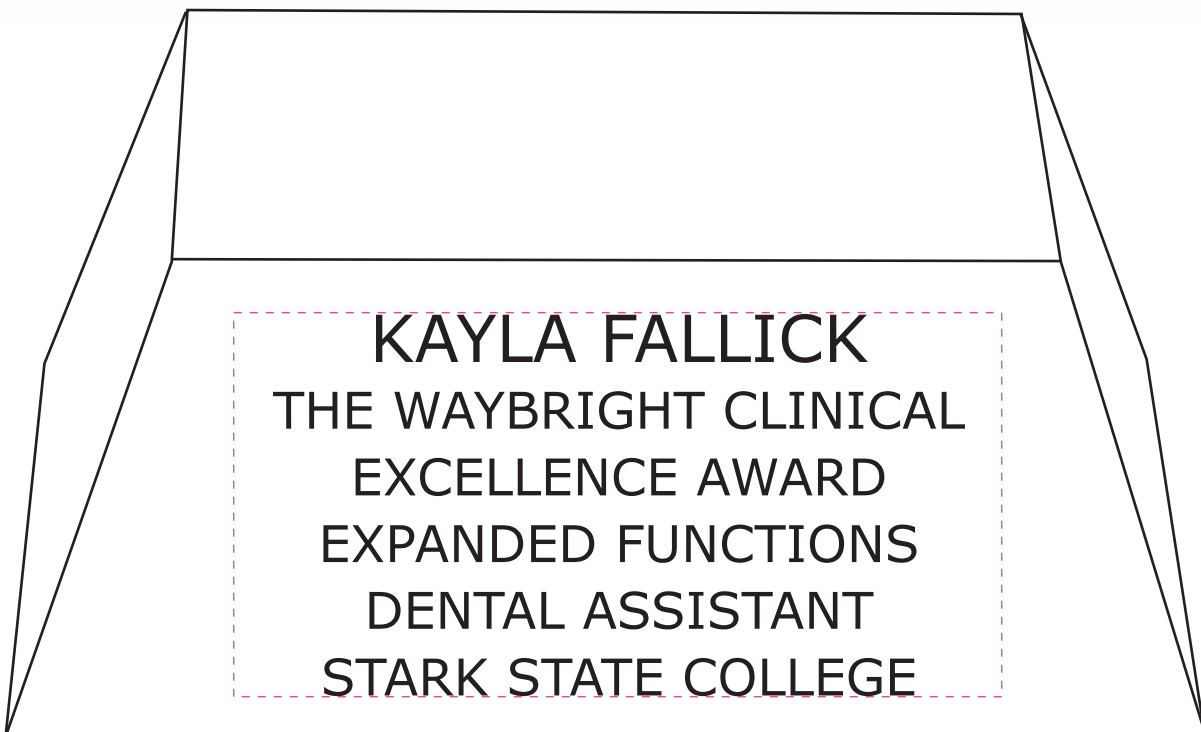 KAYLA FALLICK
THE WAYBRIGHT CLINICAL
EXCELLENCE AWARD
EXPANDED FUNCTIONS
DENTAL ASSISTANT
STARK STATE COLLEGE